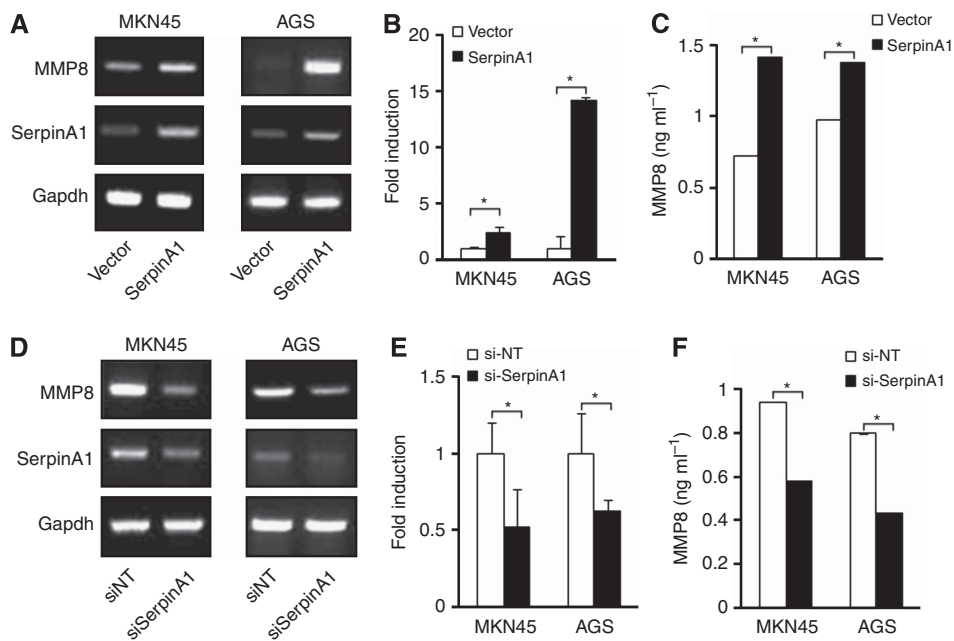 A
MKN45
AGS
MMP8
SerpinA1
Gapdh
Vector
SerpinA1
Vector
SerpinA1
B
Vector
SerpinA1
20
15
10
5
0
Fold induction
*
*
MKN45
AGS
C
Vector
SerpinA1
1.5
1
0.5
0
MMP8 (ng ml⁻¹)
*
*
MKN45
AGS
D
MKN45
AGS
MMP8
SerpinA1
Gapdh
siNT
siSerpinA1
siNT
siSerpinA1
E
si-NT
si-SerpinA1
1.5
1
0.5
0
Fold induction
*
*
MKN45
AGS
F
si-NT
si-SerpinA1
1
0.8
0.6
0.4
0.2
0
MMP8 (ng ml⁻¹)
*
*
MKN45
AGS